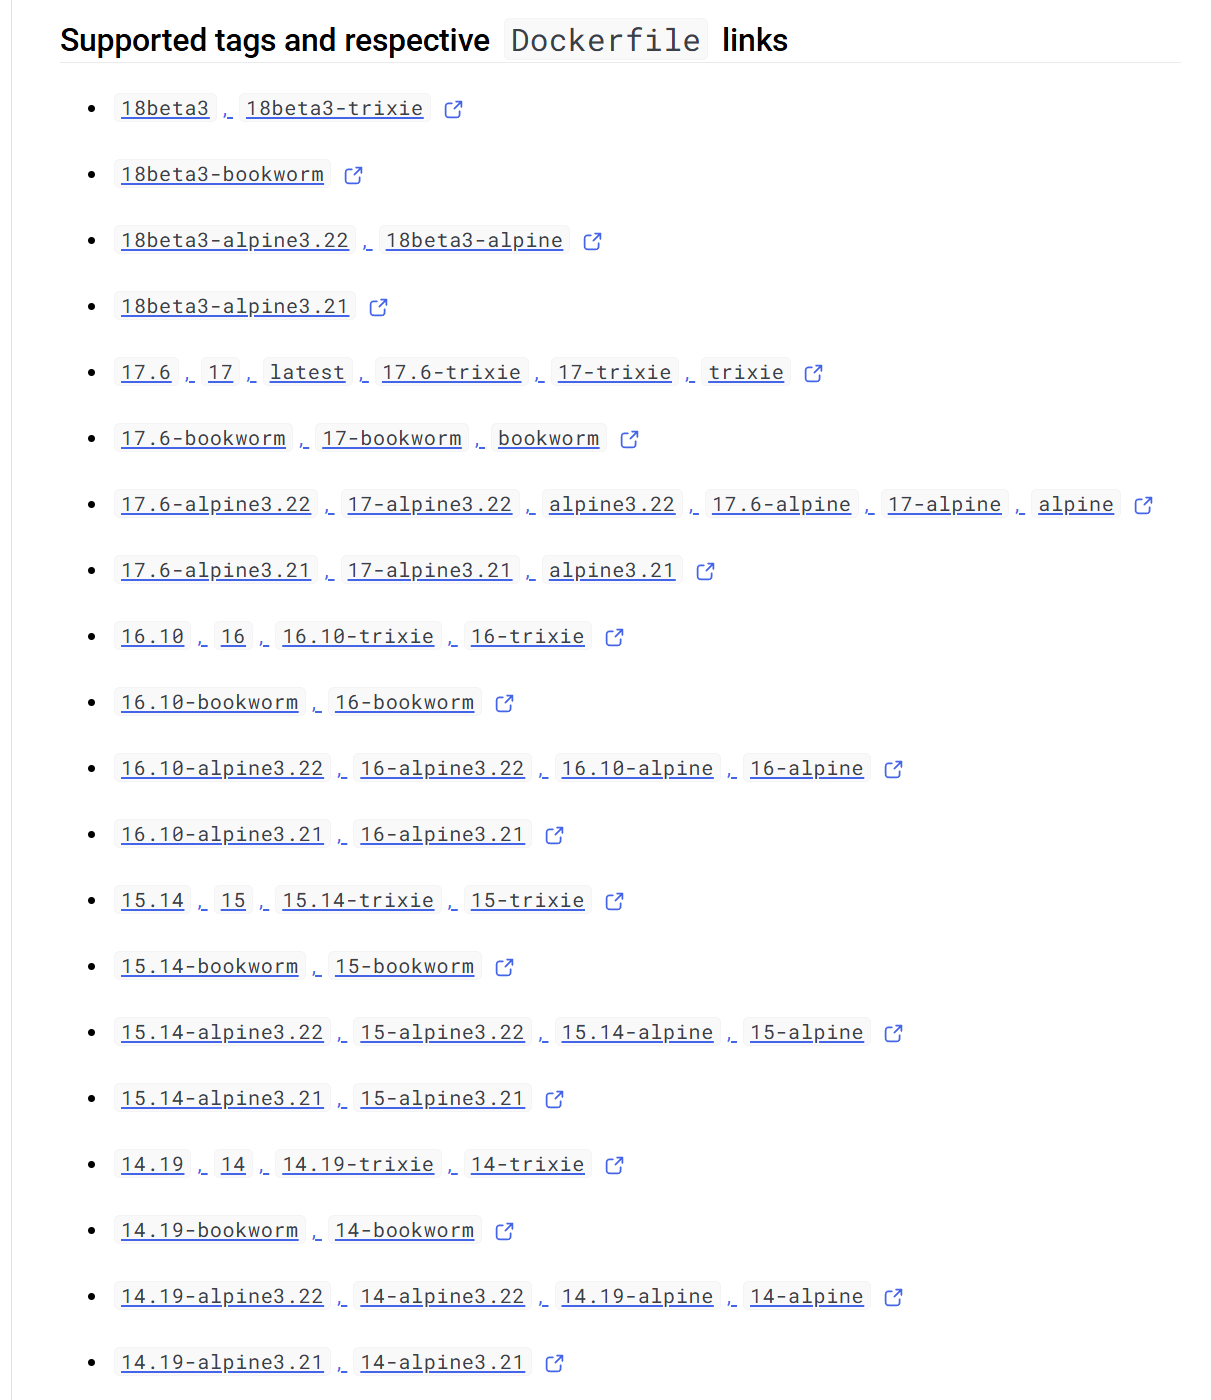 Supported tags and respective Dockerfile links
18beta3, 18beta3-trixie
18beta3-bookworm
18beta3-alpine3.22, 18beta3-alpine
18beta3-alpine3.21
17.6, 17, latest, 17.6-trixie, 17-trixie, trixie
17.6-bookworm, 17-bookworm, bookworm
17.6-alpine3.22, 17-alpine3.22, alpine3.22, 17.6-alpine, 17-alpine, alpine
17.6-alpine3.21, 17-alpine3.21, alpine3.21
16.10, 16, 16.10-trixie, 16-trixie
16.10-bookworm, 16-bookworm
16.10-alpine3.22, 16-alpine3.22, 16.10-alpine, 16-alpine
16.10-alpine3.21, 16-alpine3.21
15.14, 15, 15.14-trixie, 15-trixie
15.14-bookworm, 15-bookworm
15.14-alpine3.22, 15-alpine3.22, 15.14-alpine, 15-alpine
15.14-alpine3.21, 15-alpine3.21
14.19, 14, 14.19-trixie, 14-trixie
14.19-bookworm, 14-bookworm
14.19-alpine3.22, 14-alpine3.22, 14.19-alpine, 14-alpine
14.19-alpine3.21, 14-alpine3.21